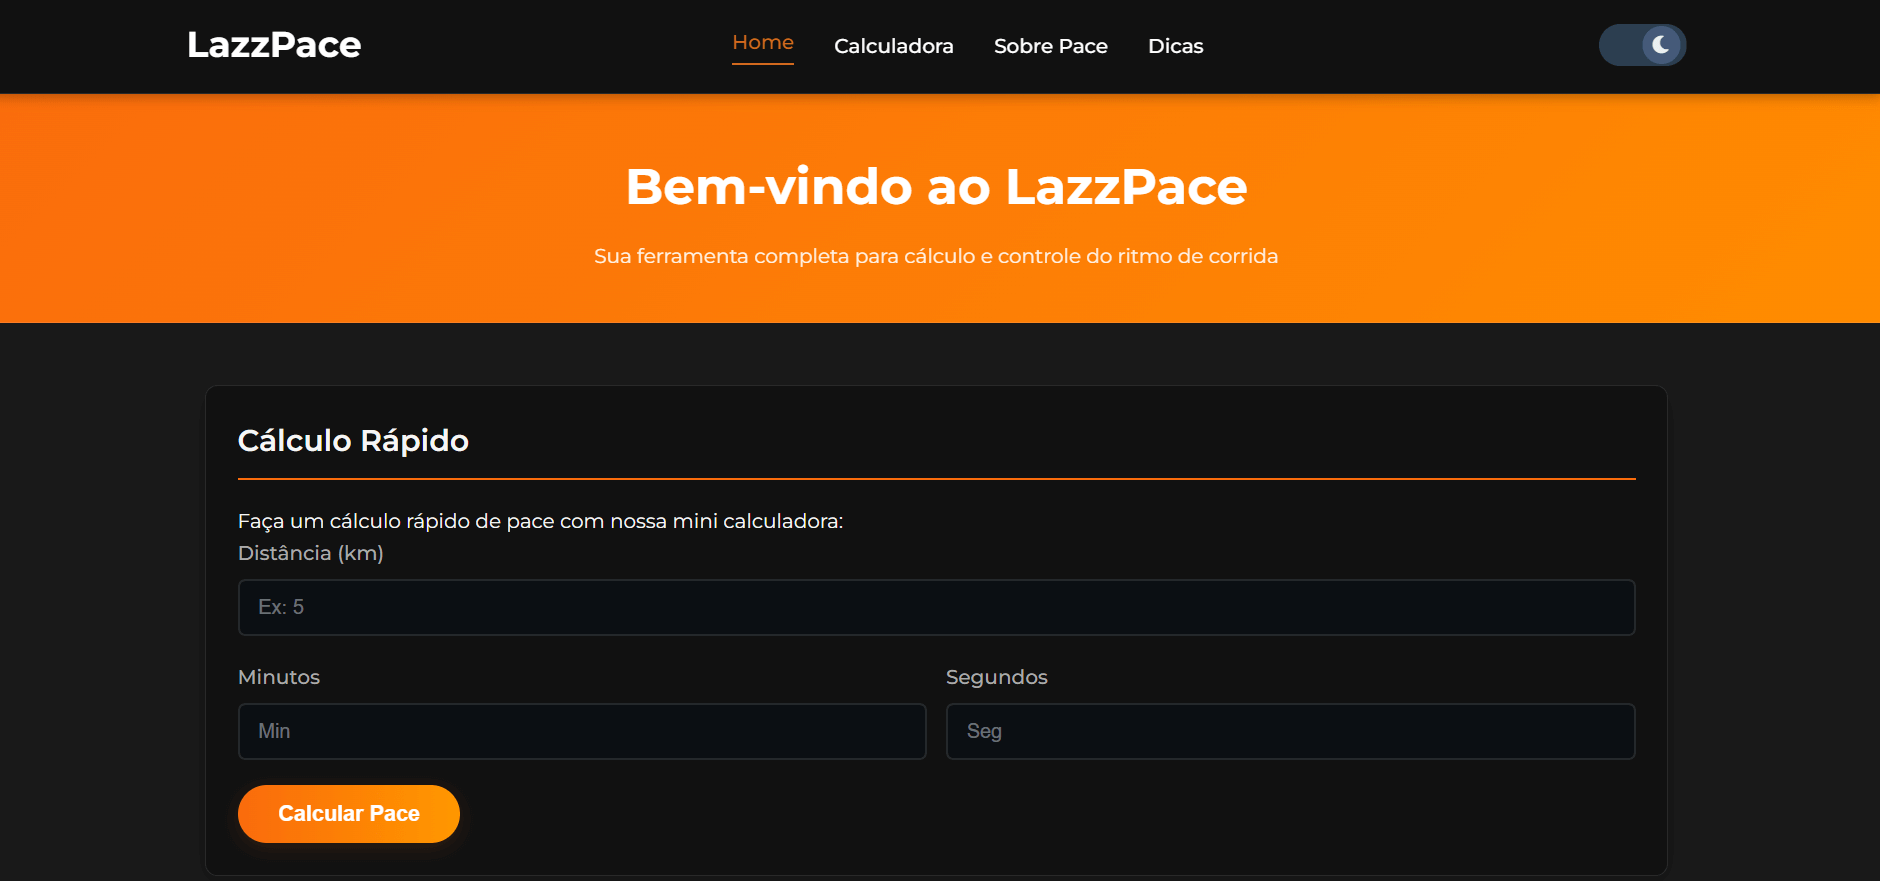 LazzPace
Home Calculadora Sobre Pace Dicas
Bem-vindo ao LazzPace
Sua ferramenta completa para cálculo e controle do ritmo de corrida
Cálculo Rápido
Faça um cálculo rápido de pace com nossa mini calculadora:
Distância (km)
Ex: 5
Minutos Segundos
Min Seg
Calcular Pace